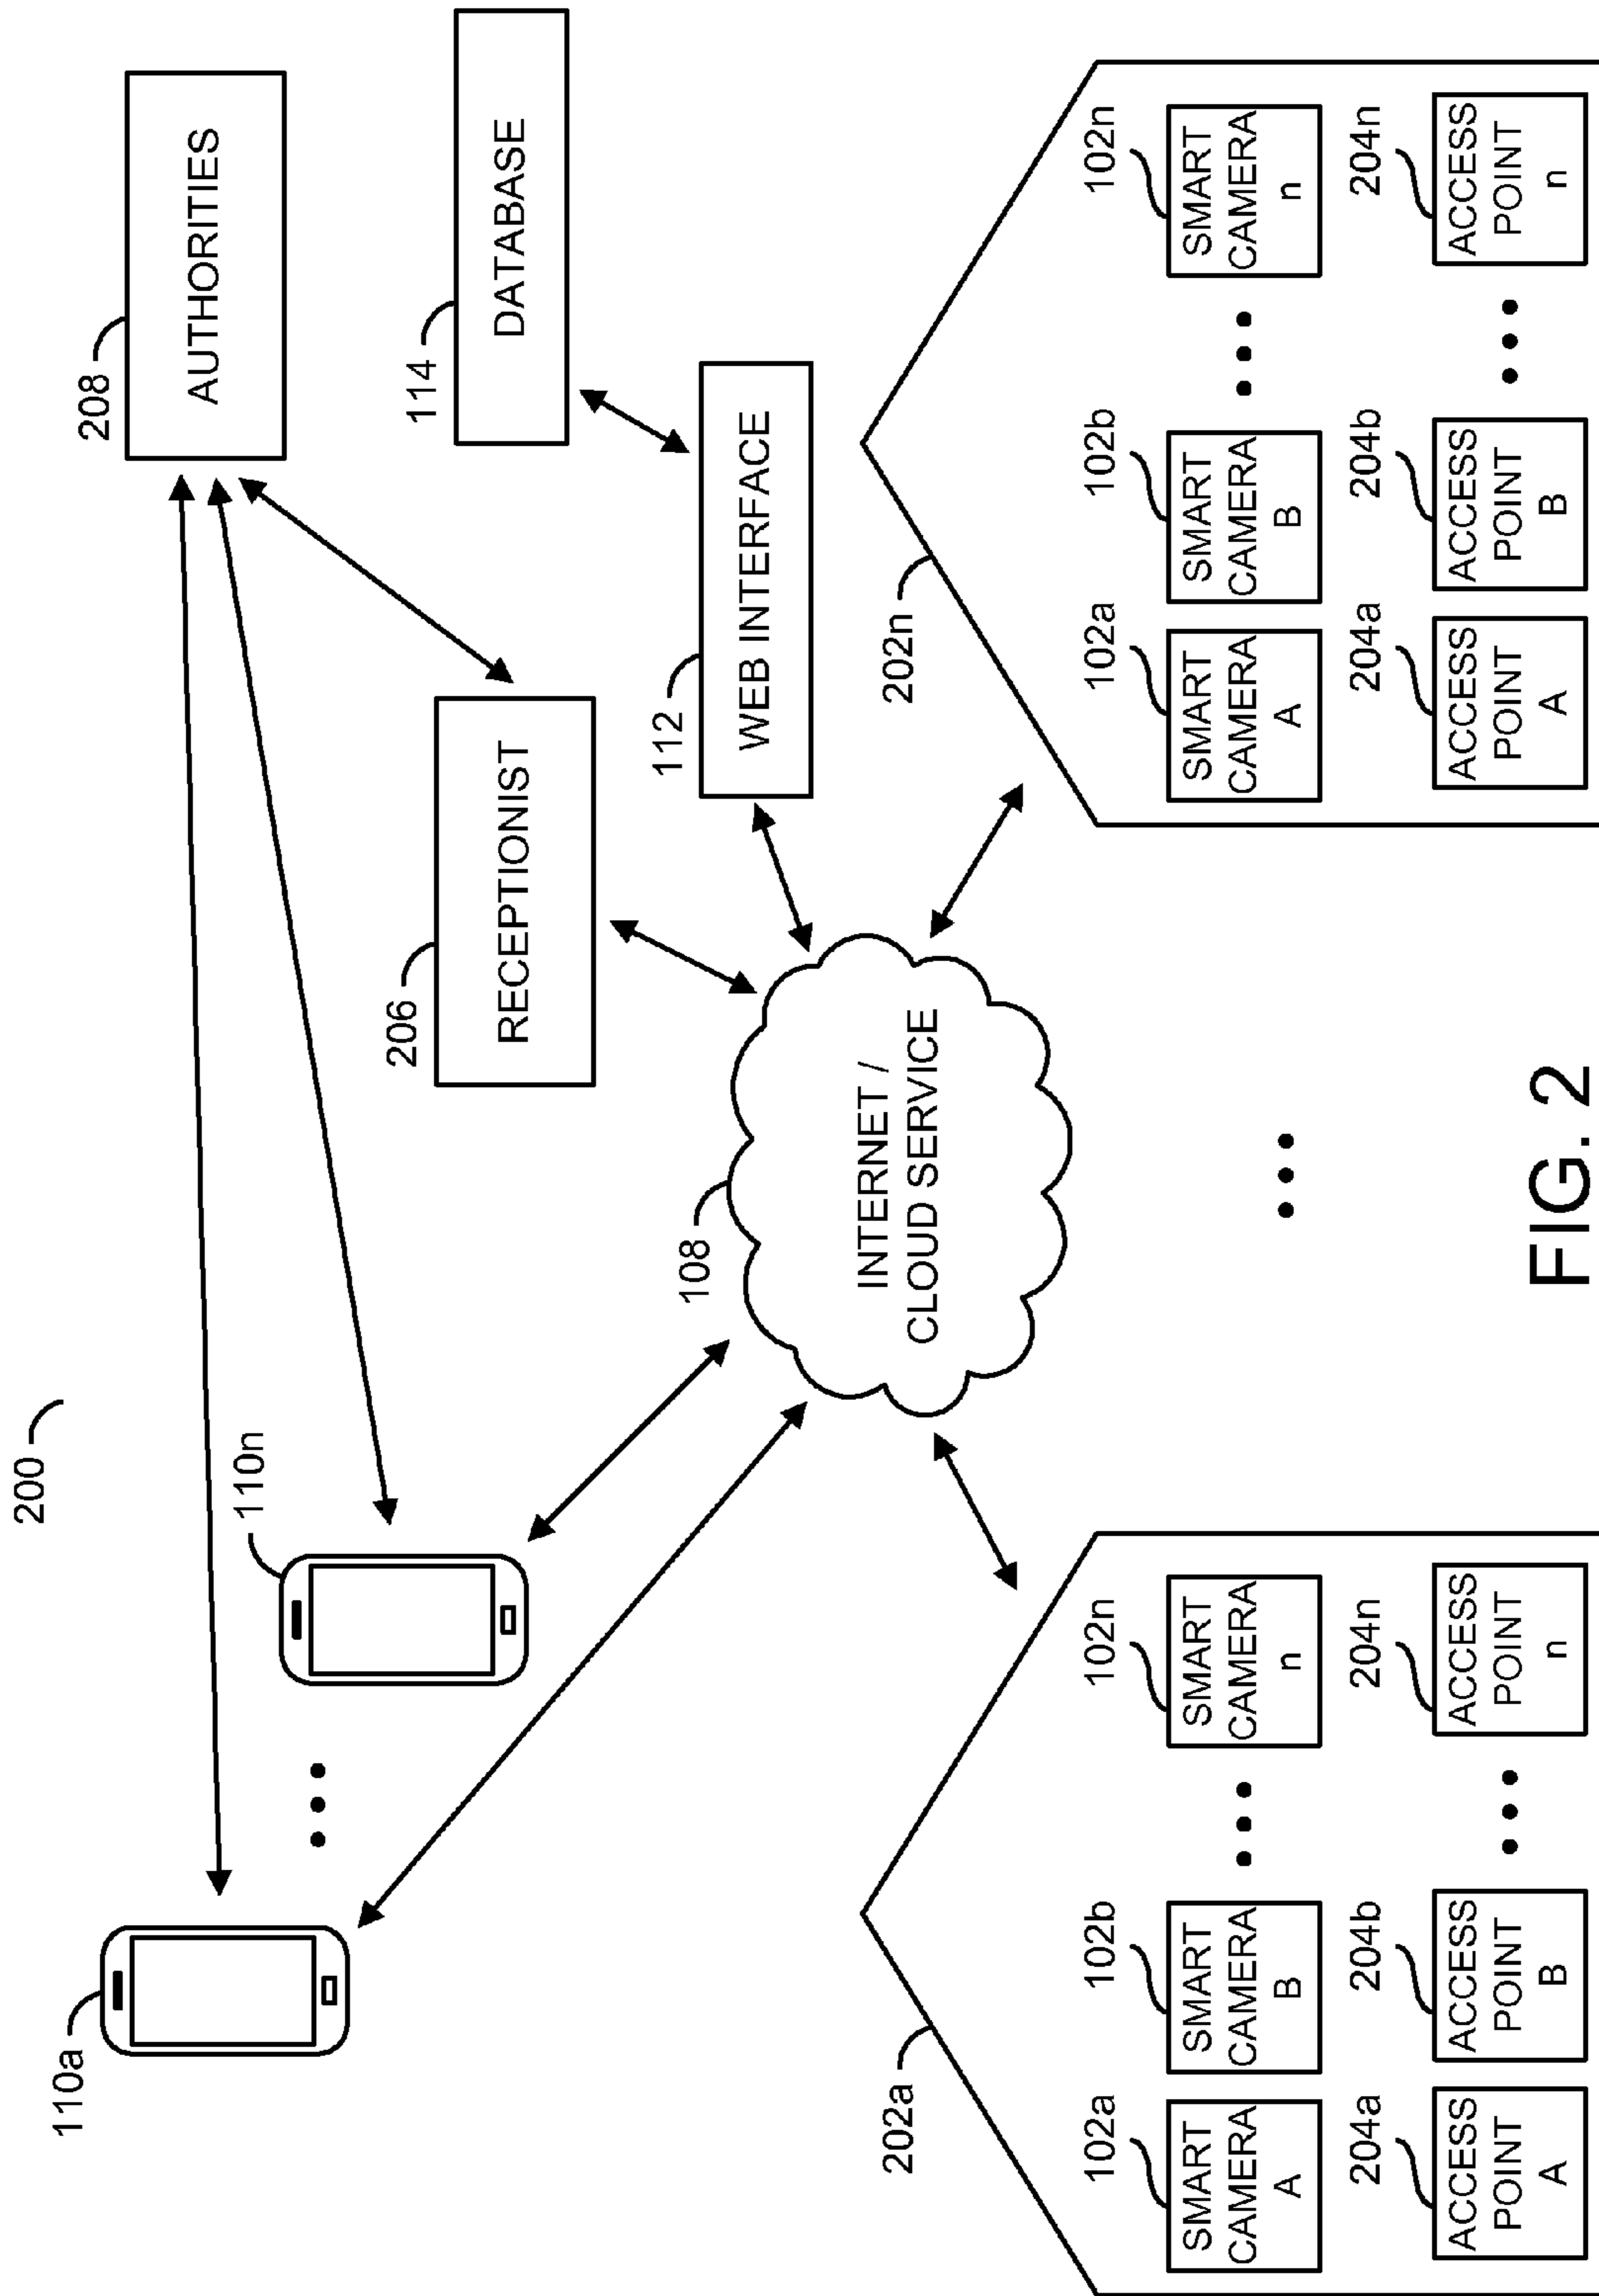 200
110a
110n
208
AUTHORITIES
206
RECEPTIONIST
114
DATABASE
108
INTERNET /
CLOUD SERVICE
112
WEB INTERFACE
202a
102a
SMART
CAMERA
A
102b
SMART
CAMERA
B
102n
SMART
CAMERA
n
204a
ACCESS
POINT
A
204b
ACCESS
POINT
B
204n
ACCESS
POINT
n
202n
102a
SMART
CAMERA
A
102b
SMART
CAMERA
B
102n
SMART
CAMERA
n
204a
ACCESS
POINT
A
204b
ACCESS
POINT
B
204n
ACCESS
POINT
n
FIG. 2